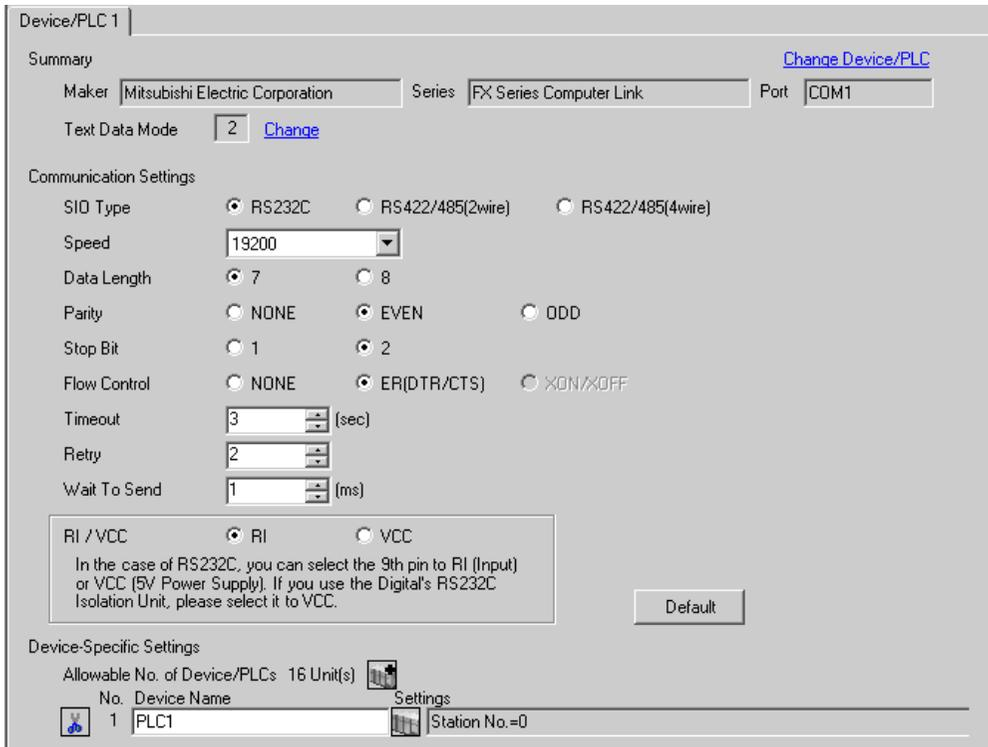 Device/PLC 1
Summary Change Device/PLC
Maker Mitsubishi Electric Corporation Series FX Series Computer Link Port COM1
Text Data Mode 2 Change
Communication Settings
SIO Type RS232C RS422/485(2wire) RS422/485(4wire)
Speed 19200
Data Length 7 8
Parity NONE EVEN ODD
Stop Bit 1 2
Flow Control NONE ER(DTR/CTS) XON/XOFF
Timeout 3 (sec)
Retry 2
Wait To Send 1 (ms)
RI / VCC RI VCC
In the case of RS232C, you can select the 9th pin to RI (Input)
or VCC (5V Power Supply). If you use the Digital's RS232C
Isolation Unit, please select it to VCC.
Default
Device-Specific Settings
Allowable No. of Device/PLCs 16 Unit(s)
No. Device Name Settings
1 PLC1 Station No.=0